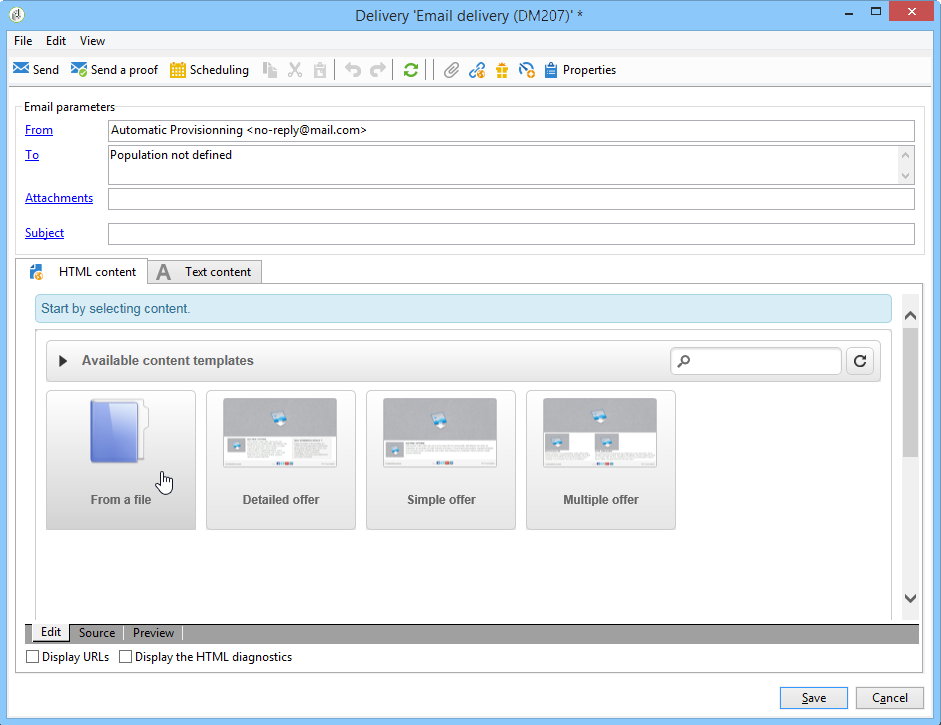 Delivery 'Email delivery (DM207)' *
File Edit View
Send Send a proof Scheduling Properties
Email parameters
From Automatic Provisionning <no-reply@mail.com>
To Population not defined
Attachments
Subject
HTML content Text content
Start by selecting content.
Available content templates
From a file Detailed offer Simple offer Multiple offer
Edit Source Preview
Display URLs Display the HTML diagnostics
Save Cancel